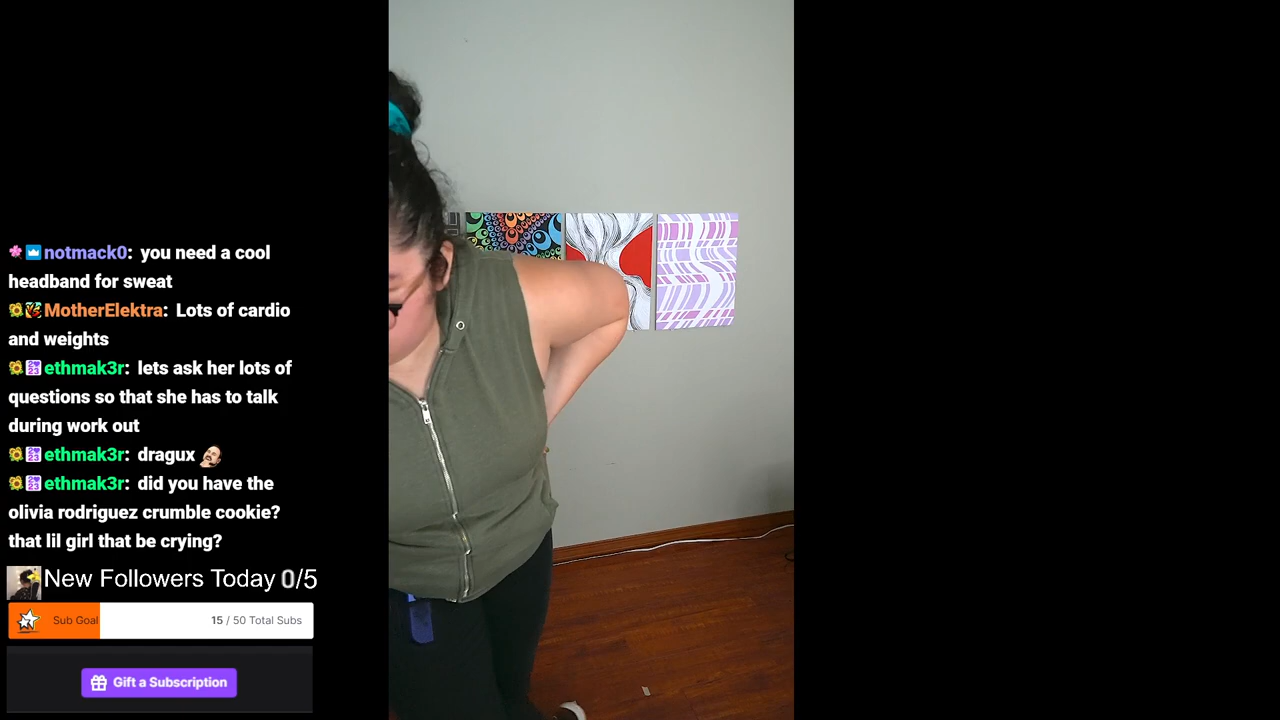 notmack0: you need a cool
headband for sweat
MotherElektra: Lots of cardio
and weights
ethmak3r: lets ask her lots of
questions so that she has to talk
during work out
ethmak3r: dragux
ethmak3r: did you have the
olivia rodriguez crumble cookie?
that lil girl that be crying?
New Followers Today 0/5
Sub Goal 15 / 50 Total Subs
Gift a Subscription